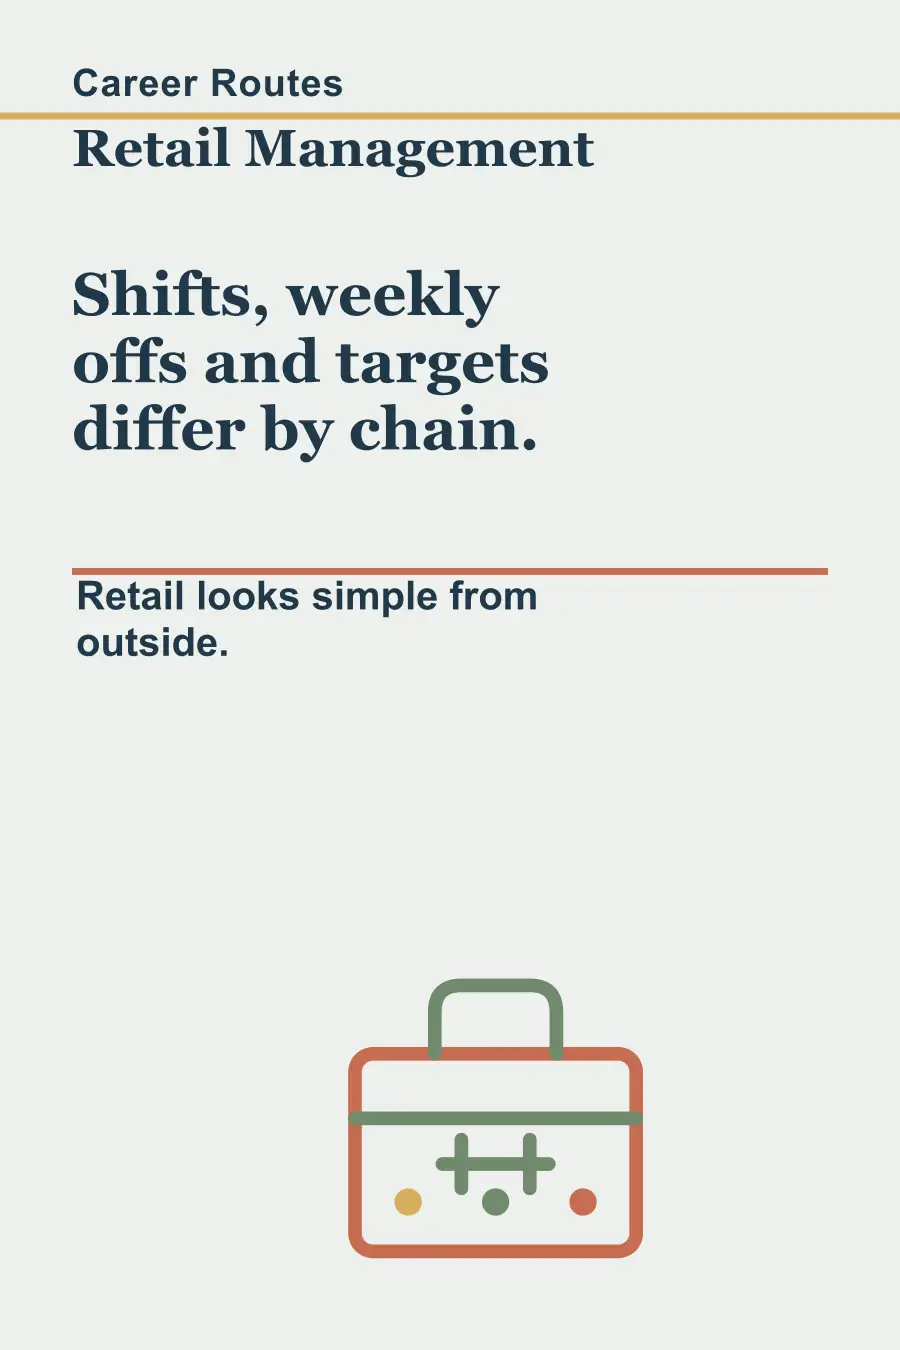 Career Routes
Retail Management
Shifts, weekly
offs and targets
differ by chain.
Retail looks simple from
outside.